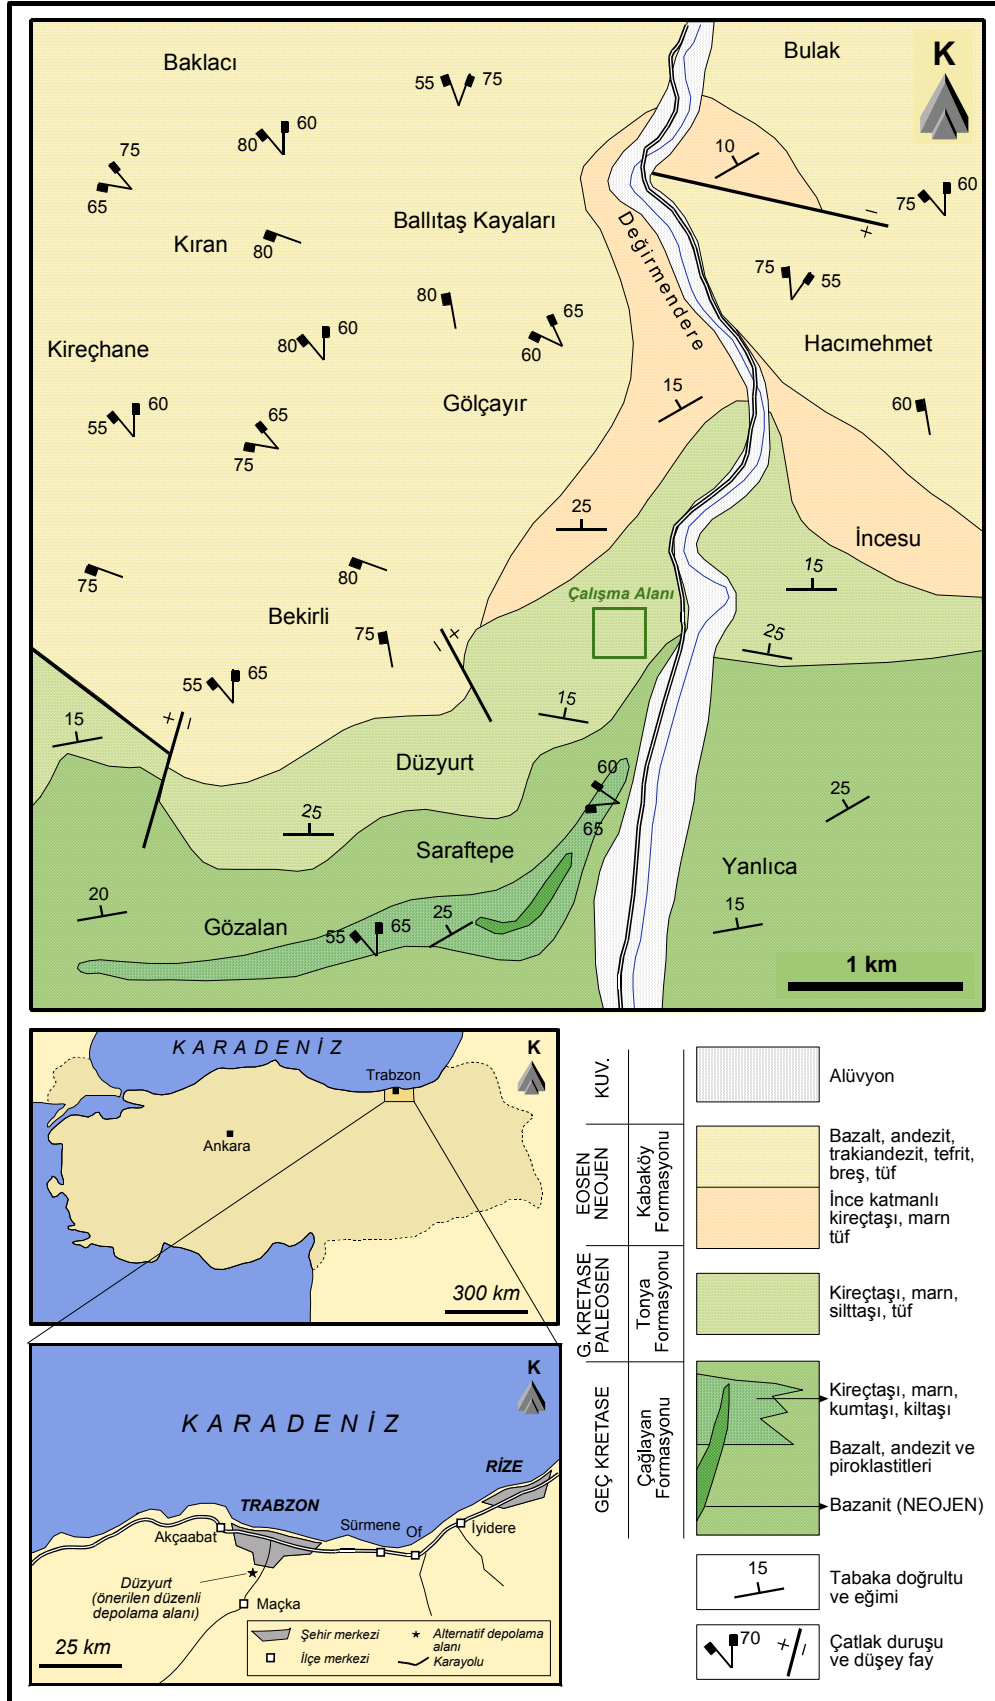 Baklacı
Bulak
K
55
75
60
80
10
75
65
60
75
Ballıtaş Kayaları
Kıran
80
Değirmendere
75
55
80
65
60
80
60
Kireçhane
Hacımehmet
60
55
65
75
Gölçayır
15
60
25
İncesu
75
80
Çalışma Alanı
15
Bekirli
75
+
–
25
55
65
15
+
–
15
Düzyurt
60
65
25
25
Saraftepe
Yanlıca
20
Gözalan
55
65
25
15
1 km
+
–
KARADENİZ
K
Trabzon
Ankara
300 km
K
KARADENİZ
RİZE
TRABZON
Akçaabat
Sürmene
Of
İyidere
Düzyurt
(önerilen düzenli
depolama alanı)
Maçka
25 km
Şehir merkezi
İlçe merkezi
Alternatif depolama
alanı
Karayolu
KUV.
Alüvyon
EOSEN
NEOJEN
Kabaköy
Formasyonu
Bazalt, andezit,
trakiandezit, tefrit,
breş, tüf
İnce katmanlı
kireçtaşı, marn
tüf
G. KRETASE
PALEOSEN
Tonya
Formasyonu
Kireçtaşı, marn,
silttaşı, tüf
GEÇ KRETASE
Çağlayan
Formasyonu
Kireçtaşı, marn,
kumtaşı, kiltaşı
Bazalt, andezit ve
piroklastitleri
Bazanit (NEOJEN)
15
Tabaka doğrultu
ve eğimi
70
+
–
Çatlak duruşu
ve düşey fay